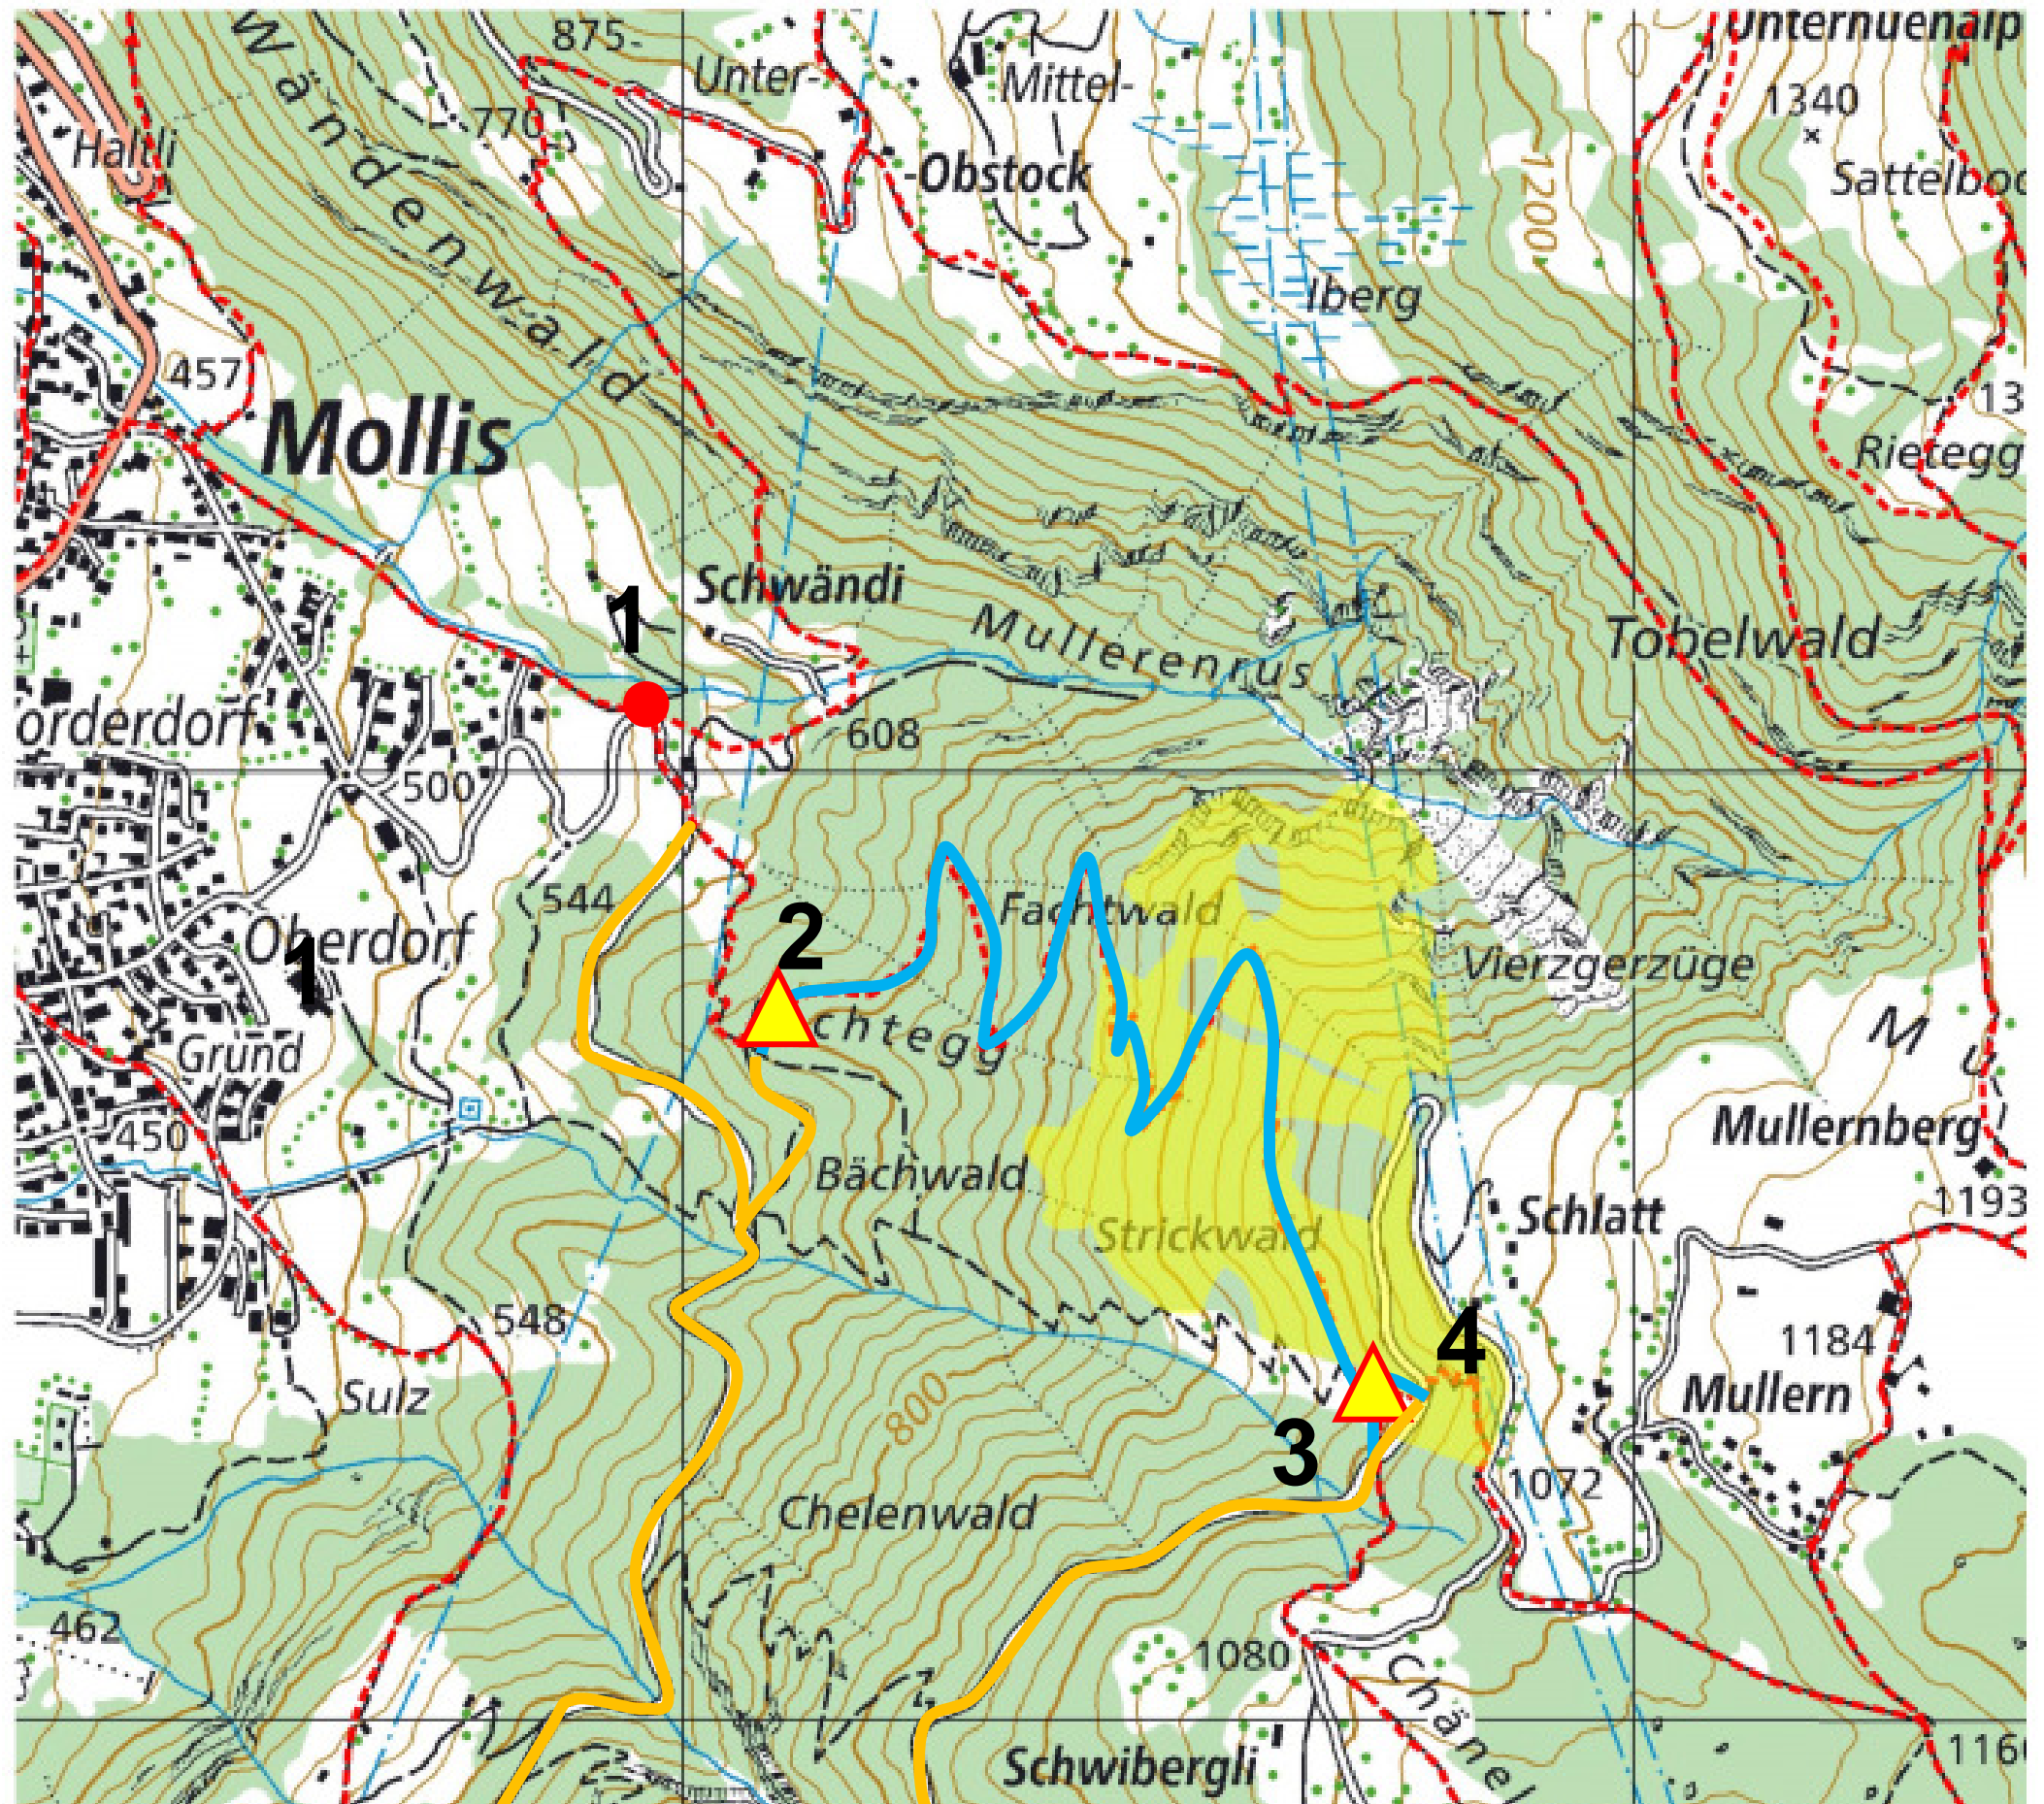 875
Unter-
Mittel-
Unternuenalp
770
Haltli
Wändenwald
-Obstock
1340
Sattelbod
1200
Iberg
457
Mollis
13
Rietegg
Schwändi
1
Mullerenrus
Tobelwald
orderdorf
608
500
544
Fachtwald
2
Oberdorf
1
Vierzgerzüge
Grund
chtegg
M u
450
Mullernberg
Bächwald
1193
Schlatt
Strickwald
548
4
1184
Sulz
Mullern
800
3
1072
Chelenwald
462
1080
Chänel
Schwibergli
116